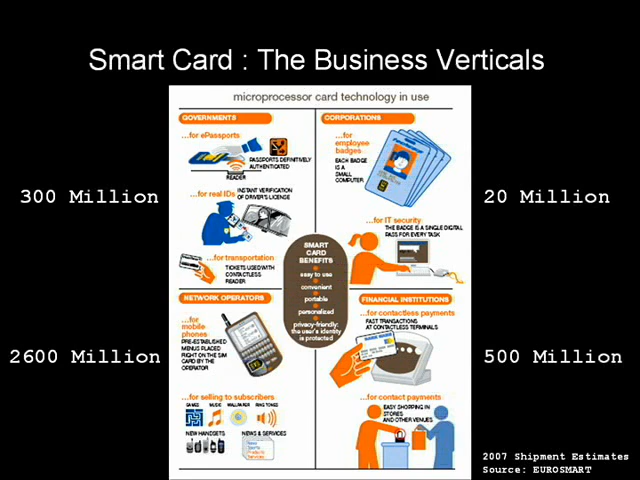 Smart Card : The Business Verticals
microprocessor card technology in use
GOVERNMENTS
...for ePassports
PASSPORTS DEFINITIVELY
AUTHENTICATED
READER
...for real IDs
INSTANT VERIFICATION
OF DRIVER'S LICENSE
...for transportation
TICKETS USED WITH
CONTACTLESS
READER
300 Million
CORPORATIONS
...for
employee
badges
EACH BADGE
IS A
SMALL
COMPUTER.
...for IT security
THE BADGE IS A SINGLE DIGITAL
PASS FOR EVERY TASK
20 Million
SMART
CARD
BENEFITS
easy to use
convenient
portable
personalized
privacy-friendly:
the user's identity
is protected
NETWORK OPERATORS
...for
mobile
phones
PRE-ESTABLISHED
MENUS PLACED
RIGHT ON THE SIM
CARD BY THE
OPERATOR
...for selling to subscribers
GAMES MUSIC WALLPAPER RING TONES
NEW HANDSETS NEWS & SERVICES
News
Sports
Products
Services
2600 Million
FINANCIAL INSTITUTIONS
...for contactless payments
FAST TRANSACTIONS
AT CONTACTLESS TERMINALS
...for contact payments
EASY SHOPPING IN
STORES
AND OTHER VENUES
500 Million
2007 Shipment Estimates
Source: EUROSMART